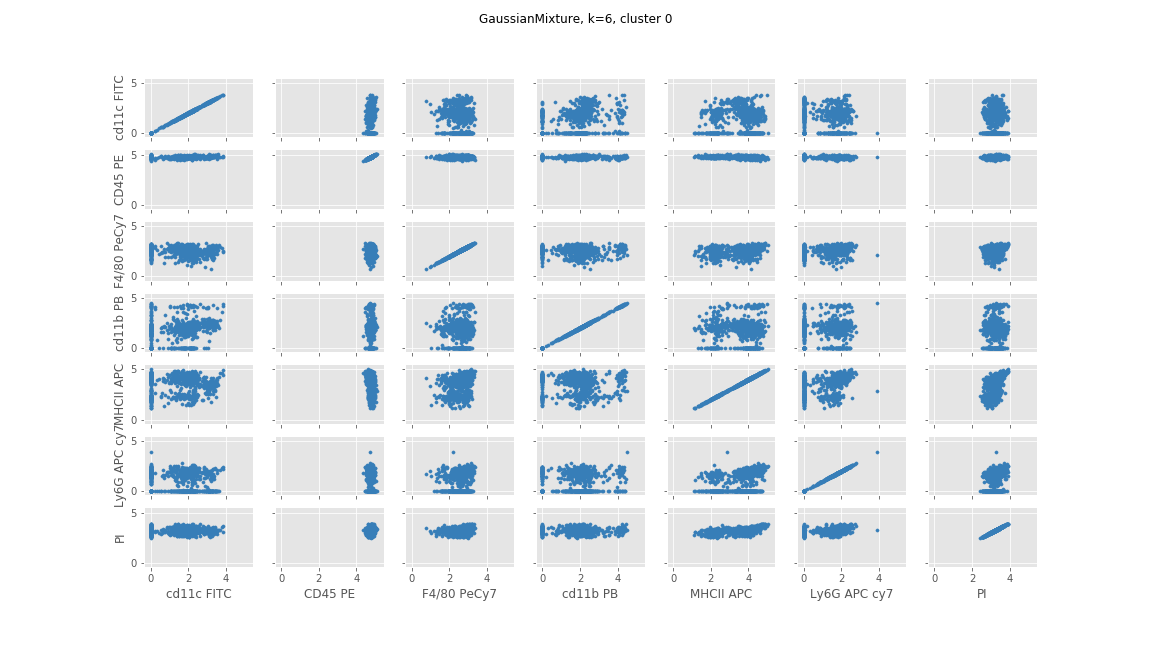 GaussianMixture, k=6, cluster 0
cd11c FITC
5
0
CD45 PE
5
0
F4/80 PeCy7
5
0
cd11b PB
5
0
MHCII APC
5
0
Ly6G APC cy7
5
0
PI
5
0
0 2 4 0 2 4 0 2 4 0 2 4 0 2 4 0 2 4 0 2 4
cd11c FITC CD45 PE F4/80 PeCy7 cd11b PB MHCII APC Ly6G APC cy7 PI